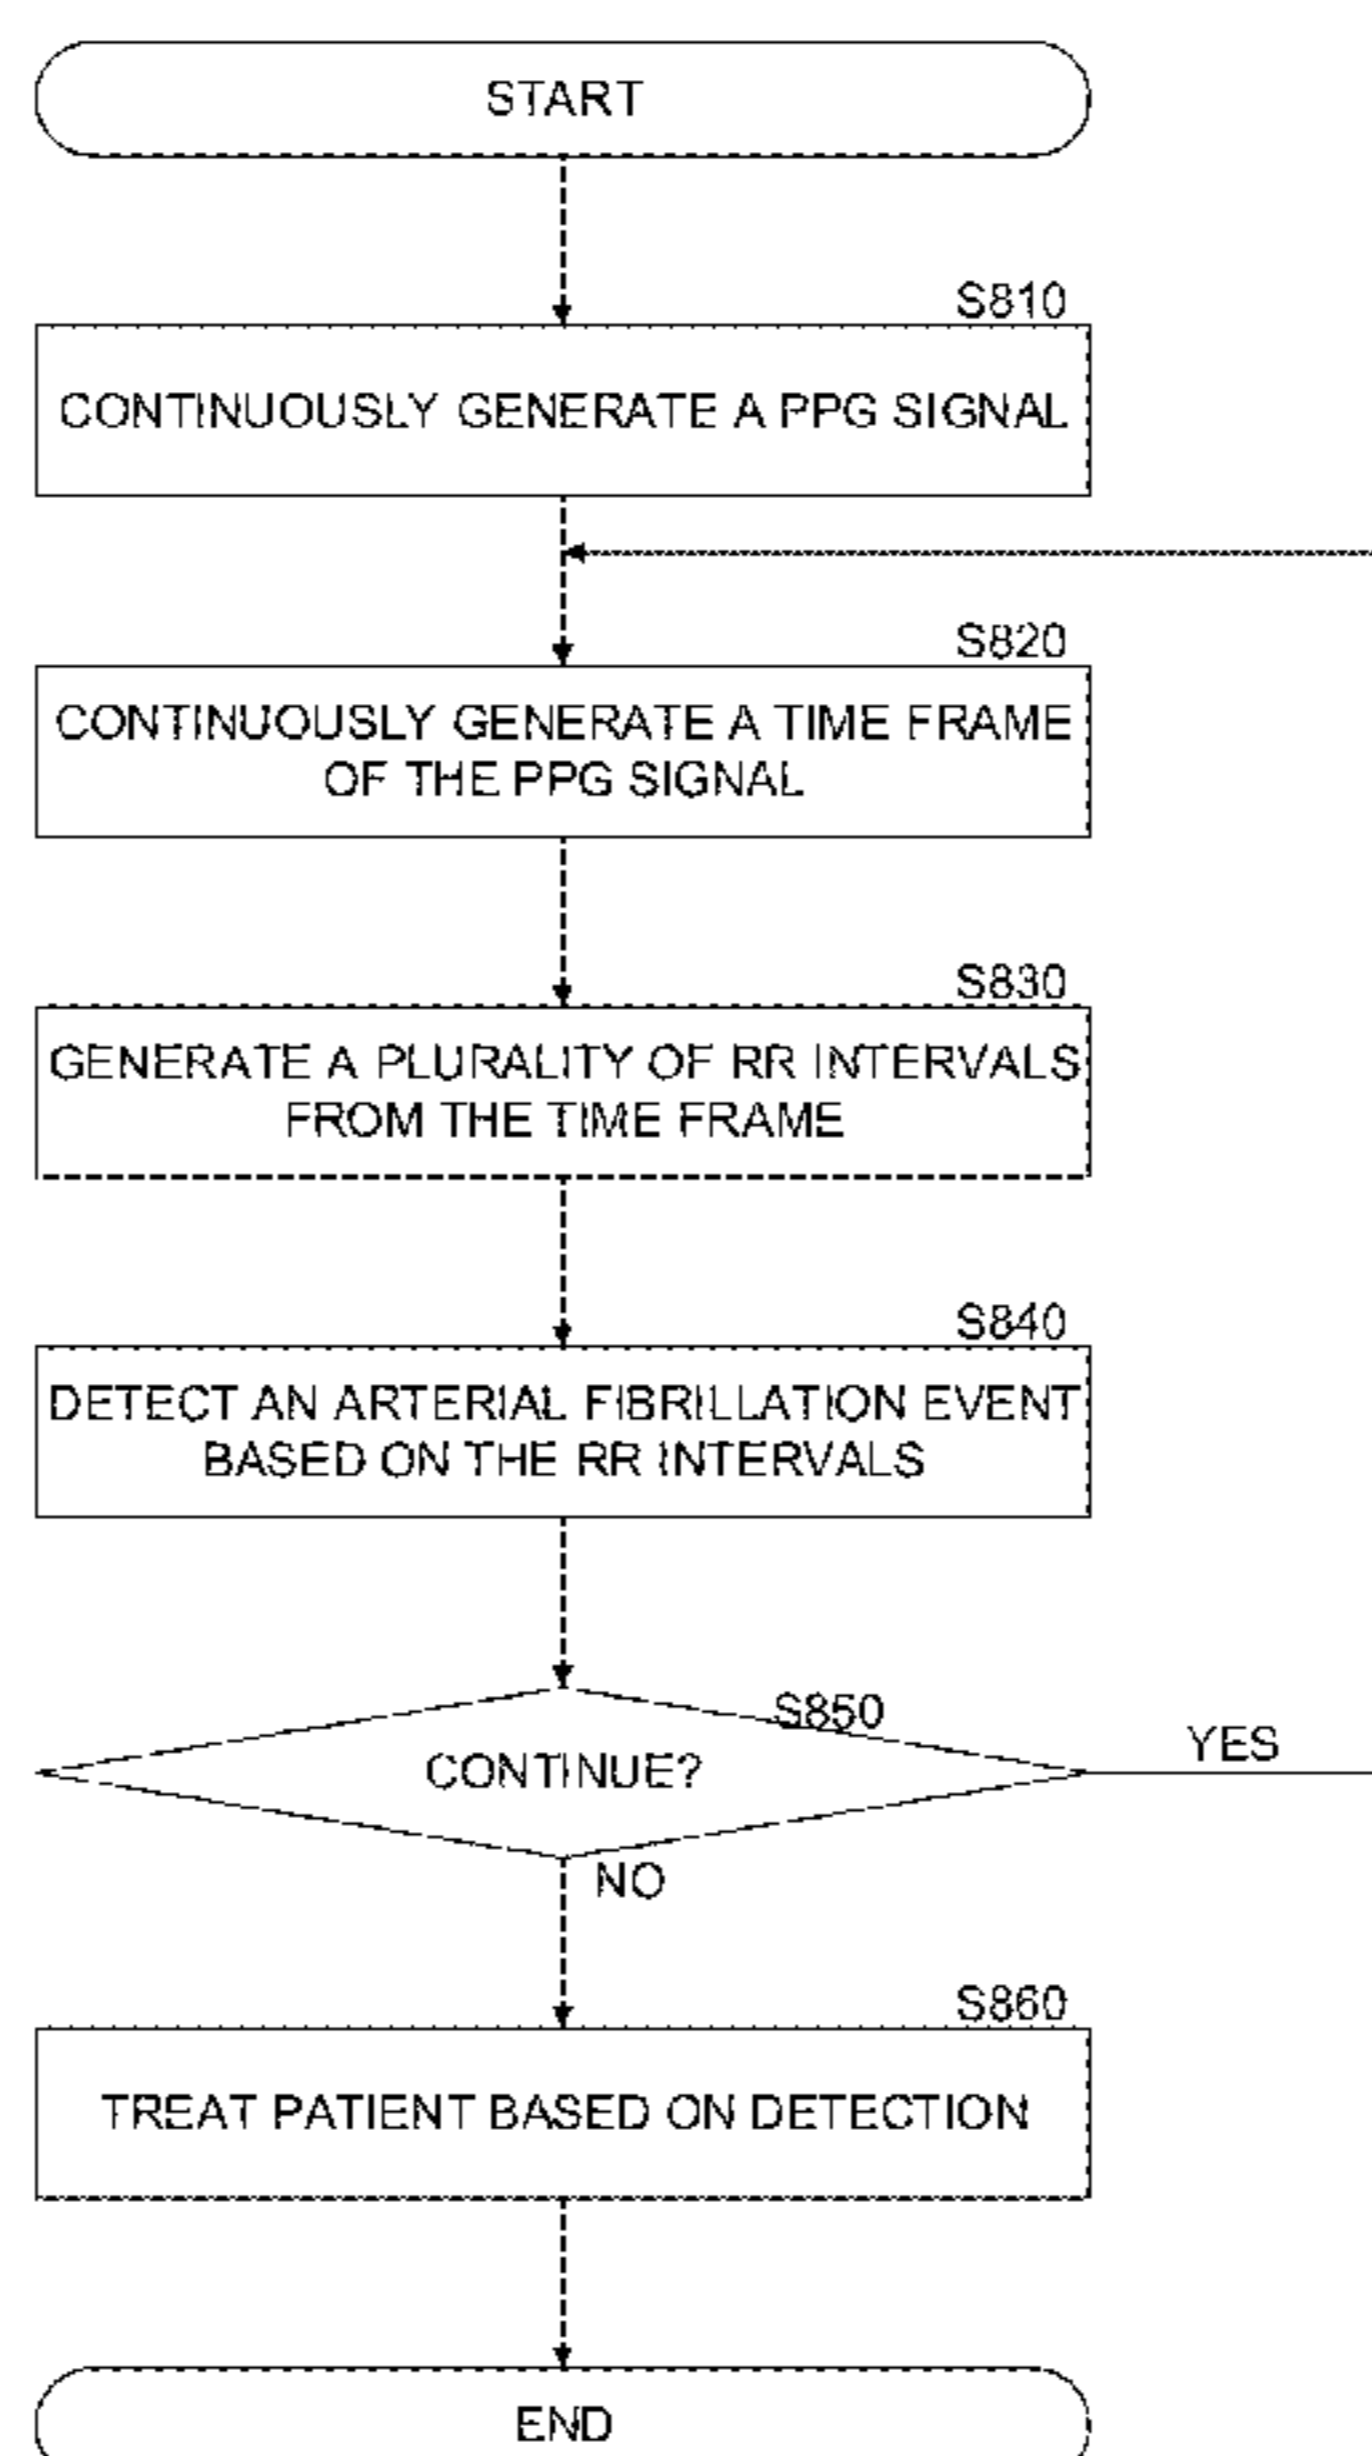 START
S810
CONTINUOUSLY GENERATE A PPG SIGNAL
S820
CONTINUOUSLY GENERATE A TIME FRAME
OF THE PPG SIGNAL
S830
GENERATE A PLURALITY OF RR INTERVALS
FROM THE TIME FRAME
S840
DETECT AN ARTERIAL FIBRILLATION EVENT
BASED ON THE RR INTERVALS
S850
CONTINUE?
YES
NO
S860
TREAT PATIENT BASED ON DETECTION
END